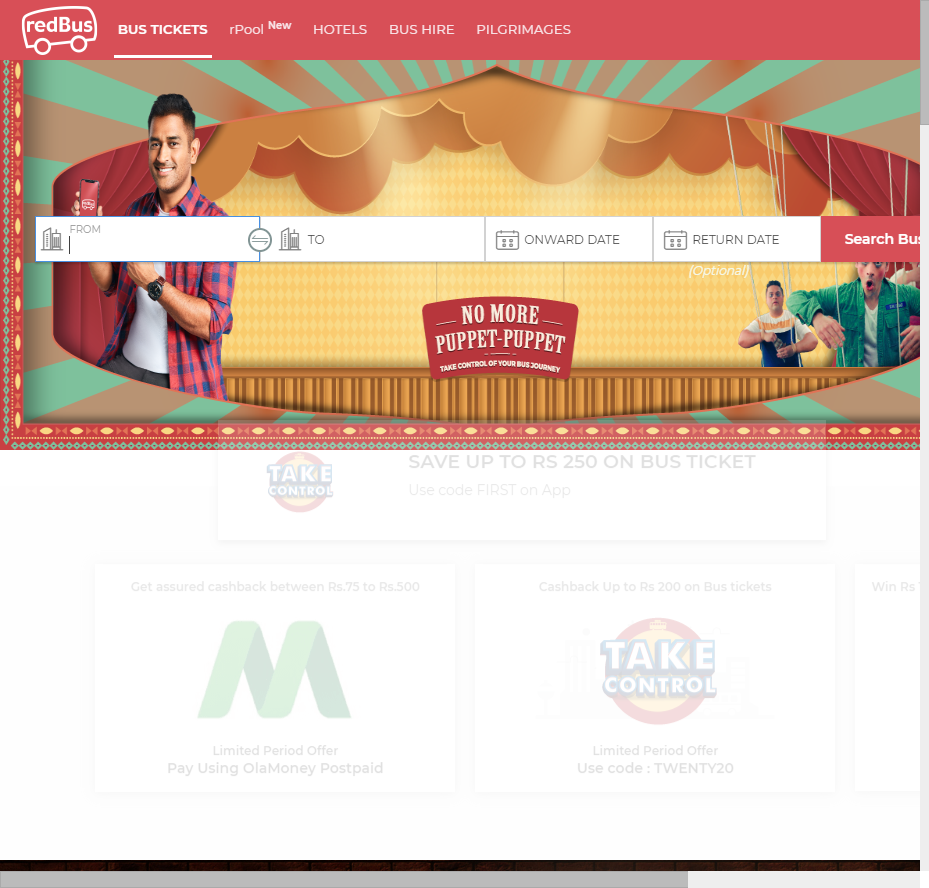 redBus
BUS TICKETS
rPool New
HOTELS
BUS HIRE
PILGRIMAGES
FROM
TO
ONWARD DATE
RETURN DATE
Search
(Optional)
NO MORE
PUPPET-PUPPET
TAKE CONTROL OF YOUR BUS JOURNEY
TAKE
CONTROL
SAVE UP TO RS 250 ON BUS TICKET
Use code FIRST on App
Get assured cashback between Rs.75 to Rs.500
Limited Period Offer
Pay Using OlaMoney Postpaid
Cashback Up to Rs 200 on Bus tickets
TAKE
CONTROL
Limited Period Offer
Use code : TWENTY20
Win Rs